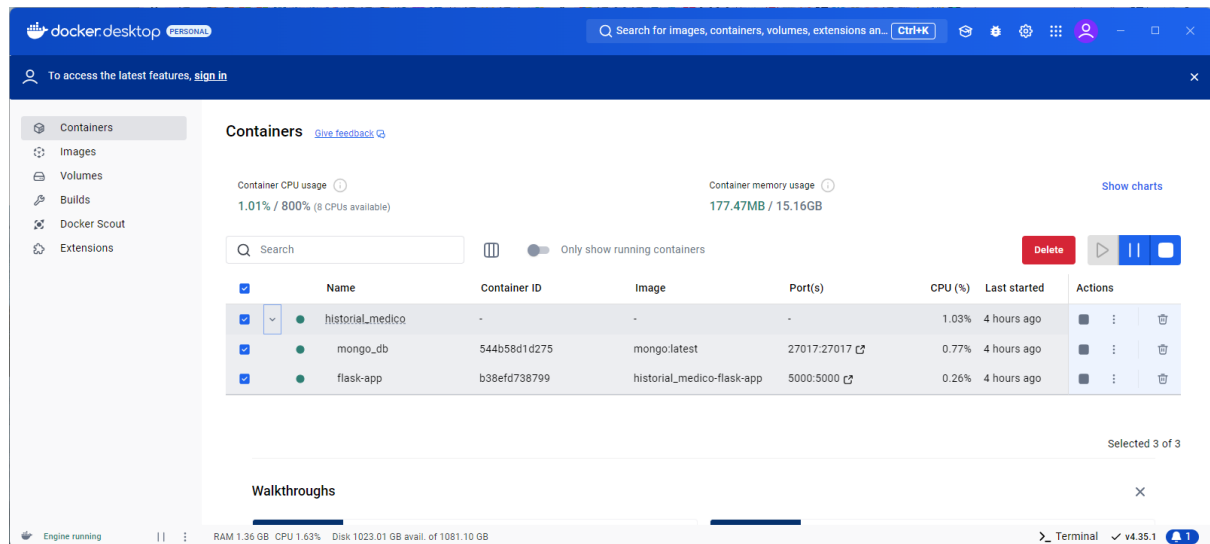 docker.desktop PERSONAL Search for images, containers, volumes, extensions an... Ctrl+K
To access the latest features, sign in
Containers
Images
Volumes
Builds
Docker Scout
Extensions
Containers Give feedback
Container CPU usage
1.01% / 800% (8 CPUs available)
Container memory usage
177.47MB / 15.16GB
Show charts
Search Only show running containers Delete
Name Container ID Image Port(s) CPU (%) Last started Actions
historial_medico - - - 1.03% 4 hours ago
mongo_db 544b58d1d275 mongo:latest 27017:27017 0.77% 4 hours ago
flask-app b38efd738799 historial_medico-flask-app 5000:5000 0.26% 4 hours ago
Selected 3 of 3
Walkthroughs
Engine running RAM 1.36 GB CPU 1.63% Disk 1023.01 GB avail. of 1081.10 GB >_ Terminal v4.35.1 1